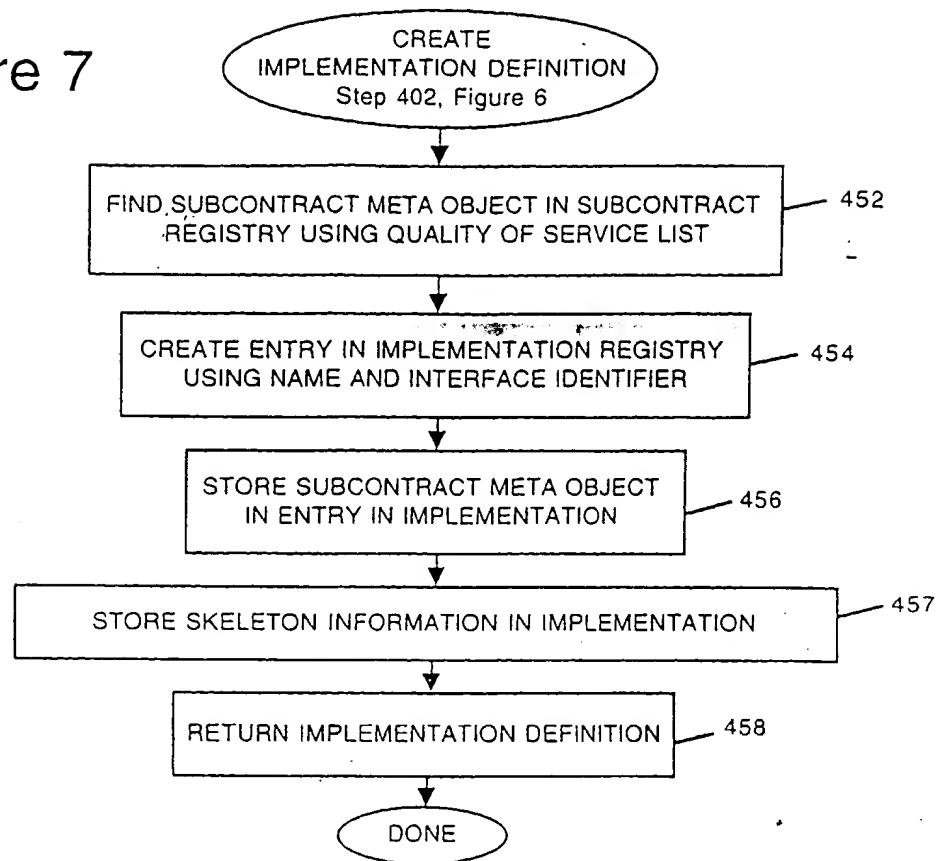 re 7
CREATE
IMPLEMENTATION DEFINITION
Step 402, Figure 6
FIND SUBCONTRACT META OBJECT IN SUBCONTRACT
REGISTRY USING QUALITY OF SERVICE LIST
452
CREATE ENTRY IN IMPLEMENTATION REGISTRY
USING NAME AND INTERFACE IDENTIFIER
454
STORE SUBCONTRACT META OBJECT
IN ENTRY IN IMPLEMENTATION
456
STORE SKELETON INFORMATION IN IMPLEMENTATION
457
RETURN IMPLEMENTATION DEFINITION
458
DONE